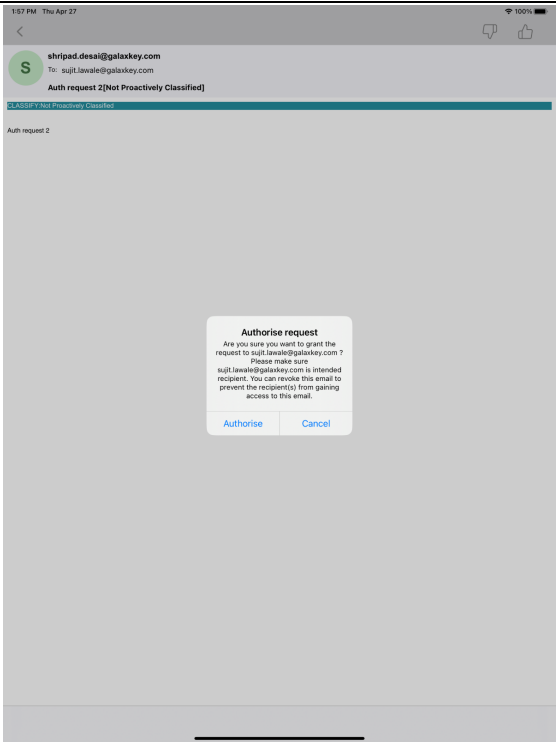 1:57 PM Thu Apr 27
100%
S
shripad.desai@galaxkey.com
To: sujit.lawale@galaxkey.com
Auth request 2[Not Proactively Classified]
CLASSIFY:Not Proactively Classified
Auth request 2
Authorise request
Are you sure you want to grant the
request to sujit.lawale@galaxkey.com ?
Please make sure
sujit.lawale@galaxkey.com is intended
recipient. You can revoke this email to
prevent the recipient(s) from gaining
access to this email.
Authorise Cancel